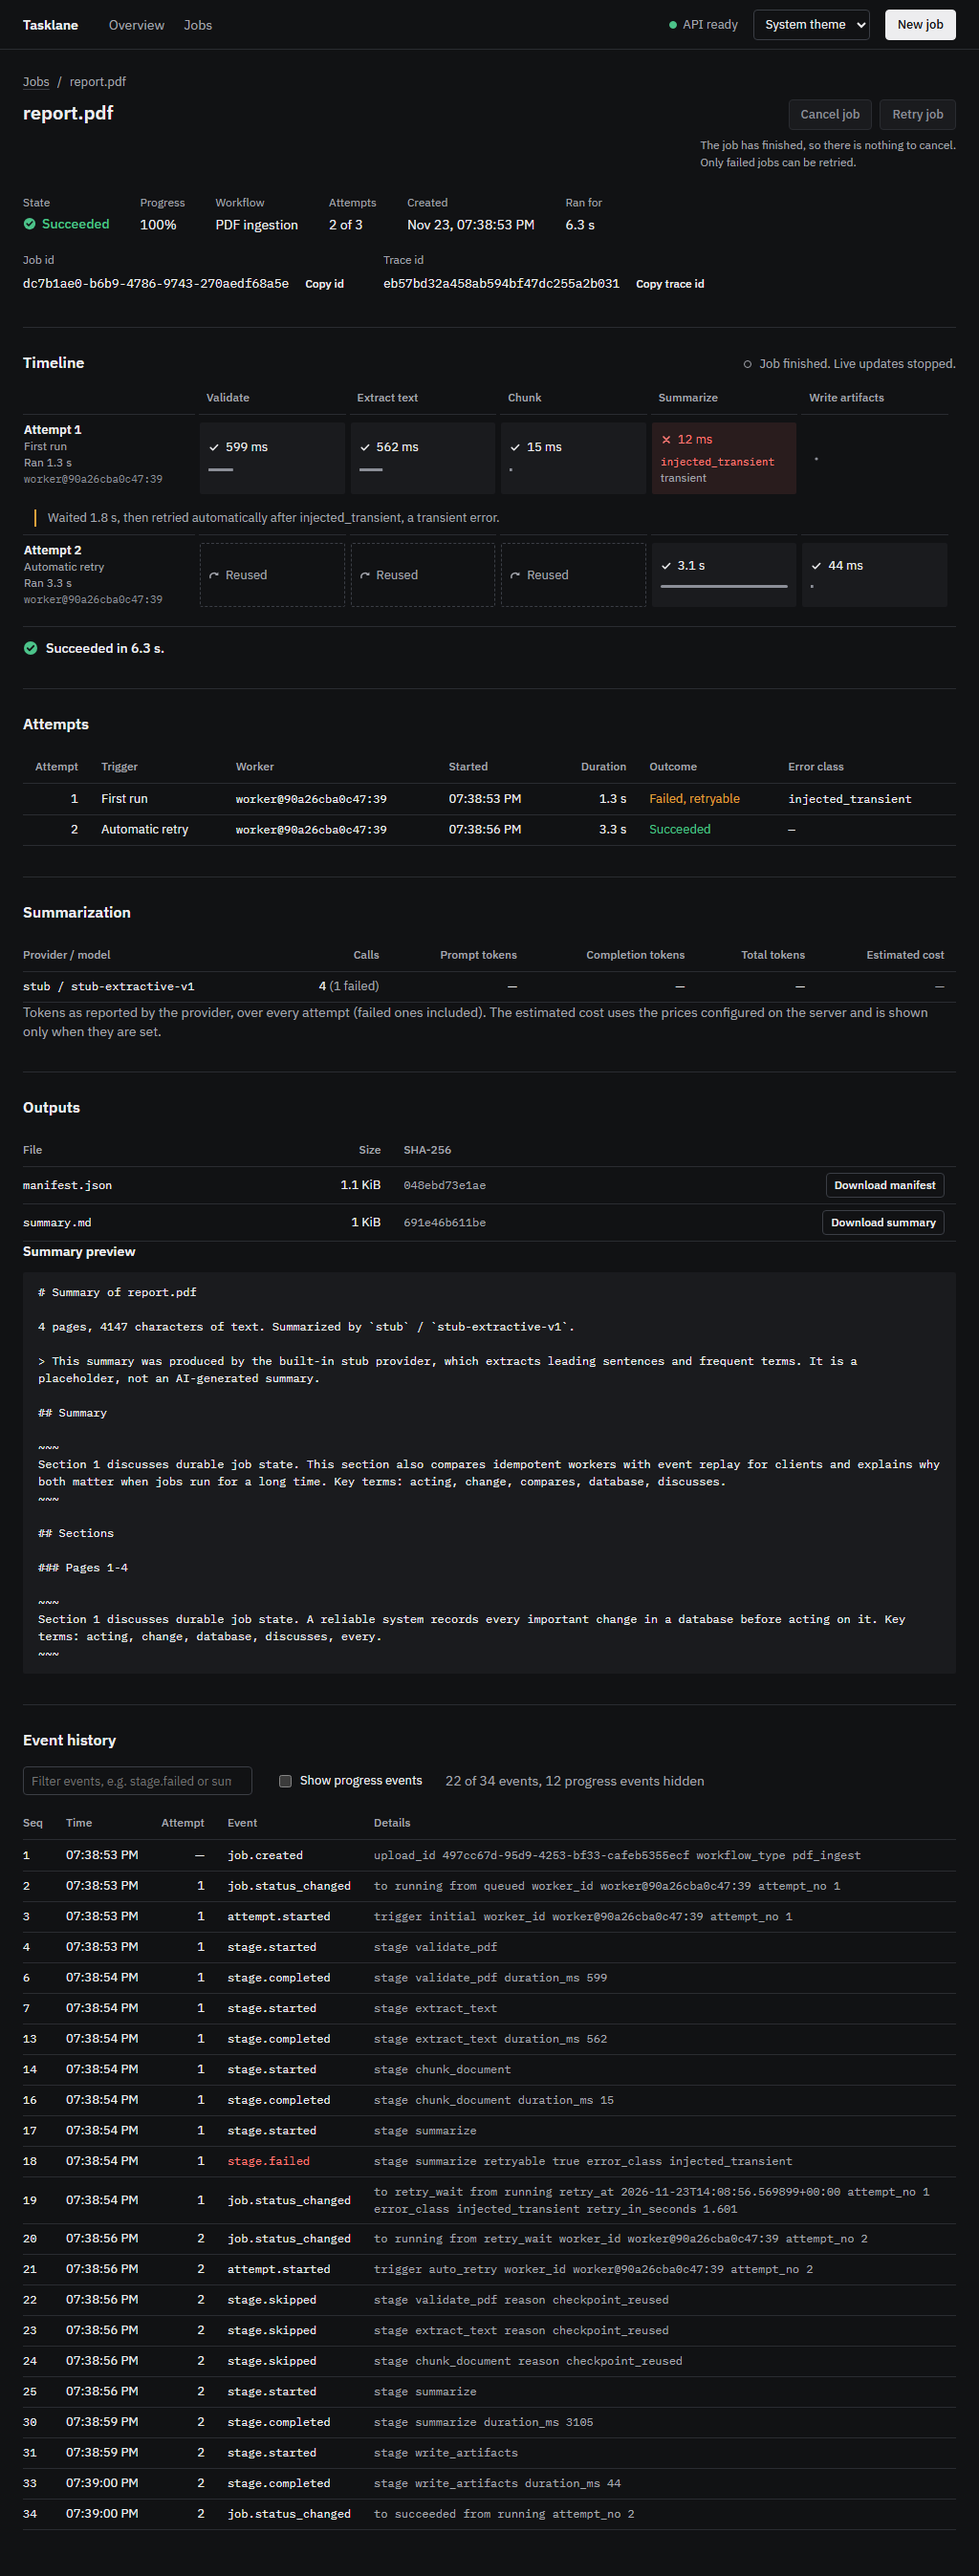 Tasklane Overview Jobs API ready System theme New job
Jobs / report.pdf
report.pdf
Cancel job Retry job
The job has finished, so there is nothing to cancel.
Only failed jobs can be retried.
State Progress Workflow Attempts Created Ran for
Succeeded 100% PDF ingestion 2 of 3 Nov 23, 07:38:53 PM 6.3 s
Job id Trace id
dc7b1ae0-b6b9-4786-9743-270aedf68a5e Copy id eb57bd32a458ab594bf47dc255a2b031 Copy trace id
Timeline Job finished. Live updates stopped.
Validate Extract text Chunk Summarize Write artifacts
Attempt 1
First run
Ran 1.3 s
worker@90a26cba0c47:39
599 ms 562 ms 15 ms 12 ms
injected_transient
transient
Waited 1.8 s, then retried automatically after injected_transient, a transient error.
Attempt 2
Automatic retry
Ran 3.3 s
worker@90a26cba0c47:39
Reused Reused Reused 3.1 s 44 ms
Succeeded in 6.3 s.
Attempts
Attempt Trigger Worker Started Duration Outcome Error class
1 First run worker@90a26cba0c47:39 07:38:53 PM 1.3 s Failed, retryable injected_transient
2 Automatic retry worker@90a26cba0c47:39 07:38:56 PM 3.3 s Succeeded —
Summarization
Provider / model Calls Prompt tokens Completion tokens Total tokens Estimated cost
stub / stub-extractive-v1 4 (1 failed) — — — —
Tokens as reported by the provider, over every attempt (failed ones included). The estimated cost uses the prices configured on the server and is shown
only when they are set.
Outputs
File Size SHA-256
manifest.json 1.1 KiB 048ebd73e1ae Download manifest
summary.md 1 KiB 691e46b611be Download summary
Summary preview
# Summary of report.pdf
4 pages, 4147 characters of text. Summarized by `stub` / `stub-extractive-v1`.
> This summary was produced by the built-in stub provider, which extracts leading sentences and frequent terms. It is a
placeholder, not an AI-generated summary.
## Summary
~~~
Section 1 discusses durable job state. This section also compares idempotent workers with event replay for clients and explains why
both matter when jobs run for a long time. Key terms: acting, change, compares, database, discusses.
~~~
## Sections
### Pages 1-4
~~~
Section 1 discusses durable job state. A reliable system records every important change in a database before acting on it. Key
terms: acting, change, database, discusses, every.
~~~
Event history
Filter events, e.g. stage.failed or sum Show progress events 22 of 34 events, 12 progress events hidden
Seq Time Attempt Event Details
1 07:38:53 PM — job.created upload_id 497cc67d-95d9-4253-bf33-cafeb5355ecf workflow_type pdf_ingest
2 07:38:53 PM 1 job.status_changed to running from queued worker_id worker@90a26cba0c47:39 attempt_no 1
3 07:38:53 PM 1 attempt.started trigger initial worker_id worker@90a26cba0c47:39 attempt_no 1
4 07:38:53 PM 1 stage.started stage validate_pdf
6 07:38:54 PM 1 stage.completed stage validate_pdf duration_ms 599
7 07:38:54 PM 1 stage.started stage extract_text
13 07:38:54 PM 1 stage.completed stage extract_text duration_ms 562
14 07:38:54 PM 1 stage.started stage chunk_document
16 07:38:54 PM 1 stage.completed stage chunk_document duration_ms 15
17 07:38:54 PM 1 stage.started stage summarize
18 07:38:54 PM 1 stage.failed stage summarize retryable true error_class injected_transient
19 07:38:54 PM 1 job.status_changed to retry_wait from running retry_at 2026-11-23T14:08:56.569899+00:00 attempt_no 1
error_class injected_transient retry_in_seconds 1.601
20 07:38:56 PM 2 job.status_changed to running from retry_wait worker_id worker@90a26cba0c47:39 attempt_no 2
21 07:38:56 PM 2 attempt.started trigger auto_retry worker_id worker@90a26cba0c47:39 attempt_no 2
22 07:38:56 PM 2 stage.skipped stage validate_pdf reason checkpoint_reused
23 07:38:56 PM 2 stage.skipped stage extract_text reason checkpoint_reused
24 07:38:56 PM 2 stage.skipped stage chunk_document reason checkpoint_reused
25 07:38:56 PM 2 stage.started stage summarize
30 07:38:59 PM 2 stage.completed stage summarize duration_ms 3105
31 07:38:59 PM 2 stage.started stage write_artifacts
33 07:39:00 PM 2 stage.completed stage write_artifacts duration_ms 44
34 07:39:00 PM 2 job.status_changed to succeeded from running attempt_no 2